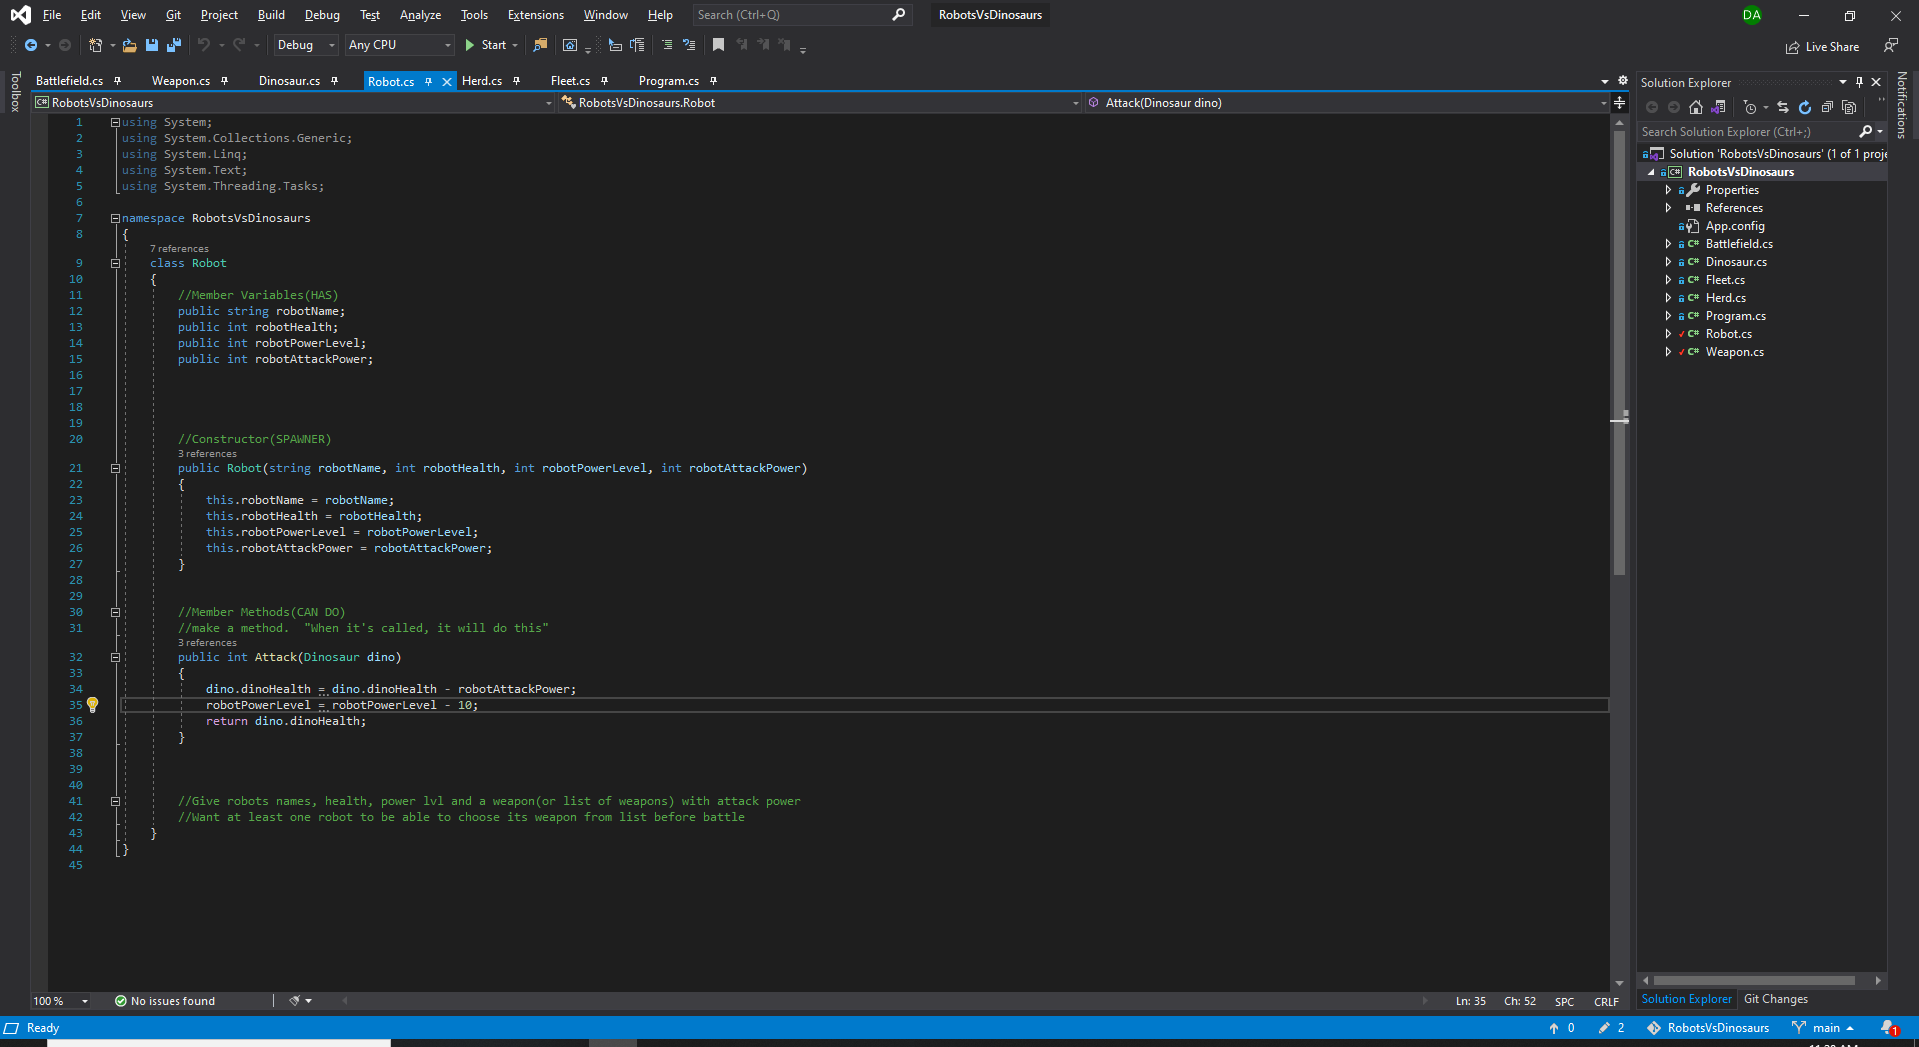 File Edit View Git Project Build Debug Test Analyze Tools Extensions Window Help Search (Ctrl+Q) RobotsVsDinosaurs DA
Debug Any CPU Start Live Share
Toolbox
Battlefield.cs Weapon.cs Dinosaur.cs Robot.cs Herd.cs Fleet.cs Program.cs
C# RobotsVsDinosaurs RobotsVsDinosaurs.Robot Attack(Dinosaur dino)
1 using System;
2 using System.Collections.Generic;
3 using System.Linq;
4 using System.Text;
5 using System.Threading.Tasks;
6
7 namespace RobotsVsDinosaurs
8 {
7 references
9 class Robot
10 {
11 //Member Variables(HAS)
12 public string robotName;
13 public int robotHealth;
14 public int robotPowerLevel;
15 public int robotAttackPower;
16
17
18
19
20 //Constructor(SPAWNER)
3 references
21 public Robot(string robotName, int robotHealth, int robotPowerLevel, int robotAttackPower)
22 {
23 this.robotName = robotName;
24 this.robotHealth = robotHealth;
25 this.robotPowerLevel = robotPowerLevel;
26 this.robotAttackPower = robotAttackPower;
27 }
28
29
30 //Member Methods(CAN DO)
31 //make a method.  "When it's called, it will do this"
3 references
32 public int Attack(Dinosaur dino)
33 {
34 dino.dinoHealth = dino.dinoHealth - robotAttackPower;
35 robotPowerLevel = robotPowerLevel - 10;
36 return dino.dinoHealth;
37 }
38
39
40
41 //Give robots names, health, power lvl and a weapon(or list of weapons) with attack power
42 //Want at least one robot to be able to choose its weapon from list before battle
43 }
44 }
45
100 % No issues found Ln: 35 Ch: 52 SPC CRLF
Solution Explorer
Search Solution Explorer (Ctrl+;)
Solution 'RobotsVsDinosaurs' (1 of 1 proje
C# RobotsVsDinosaurs
Properties
References
App.config
C# Battlefield.cs
C# Dinosaur.cs
C# Fleet.cs
C# Herd.cs
C# Program.cs
C# Robot.cs
C# Weapon.cs
Solution Explorer Git Changes
Notifications
Ready 0 2 RobotsVsDinosaurs main 1